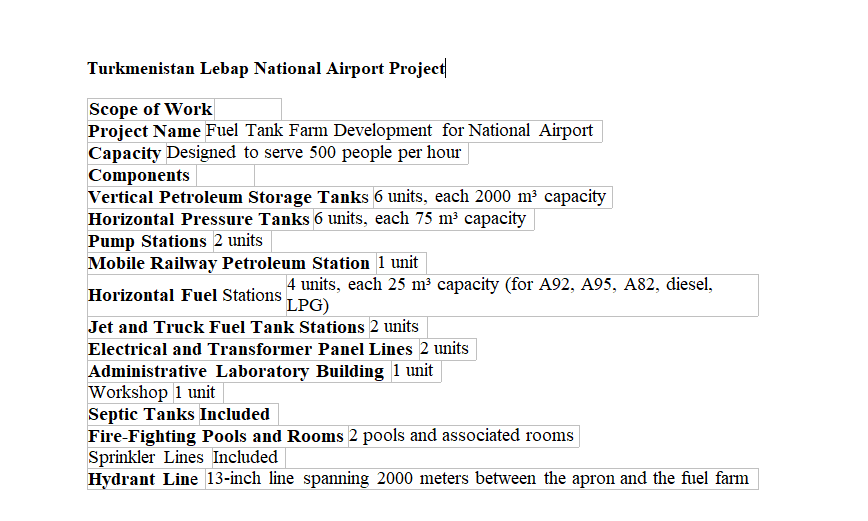 Turkmenistan Lebap National Airport Project
Scope of Work
Project Name Fuel Tank Farm Development for National Airport
Capacity Designed to serve 500 people per hour
Components
Vertical Petroleum Storage Tanks 6 units, each 2000 m³ capacity
Horizontal Pressure Tanks 6 units, each 75 m³ capacity
Pump Stations 2 units
Mobile Railway Petroleum Station 1 unit
Horizontal Fuel Stations 4 units, each 25 m³ capacity (for A92, A95, A82, diesel,
LPG)
Jet and Truck Fuel Tank Stations 2 units
Electrical and Transformer Panel Lines 2 units
Administrative Laboratory Building 1 unit
Workshop 1 unit
Septic Tanks Included
Fire-Fighting Pools and Rooms 2 pools and associated rooms
Sprinkler Lines Included
Hydrant Line 13-inch line spanning 2000 meters between the apron and the fuel farm